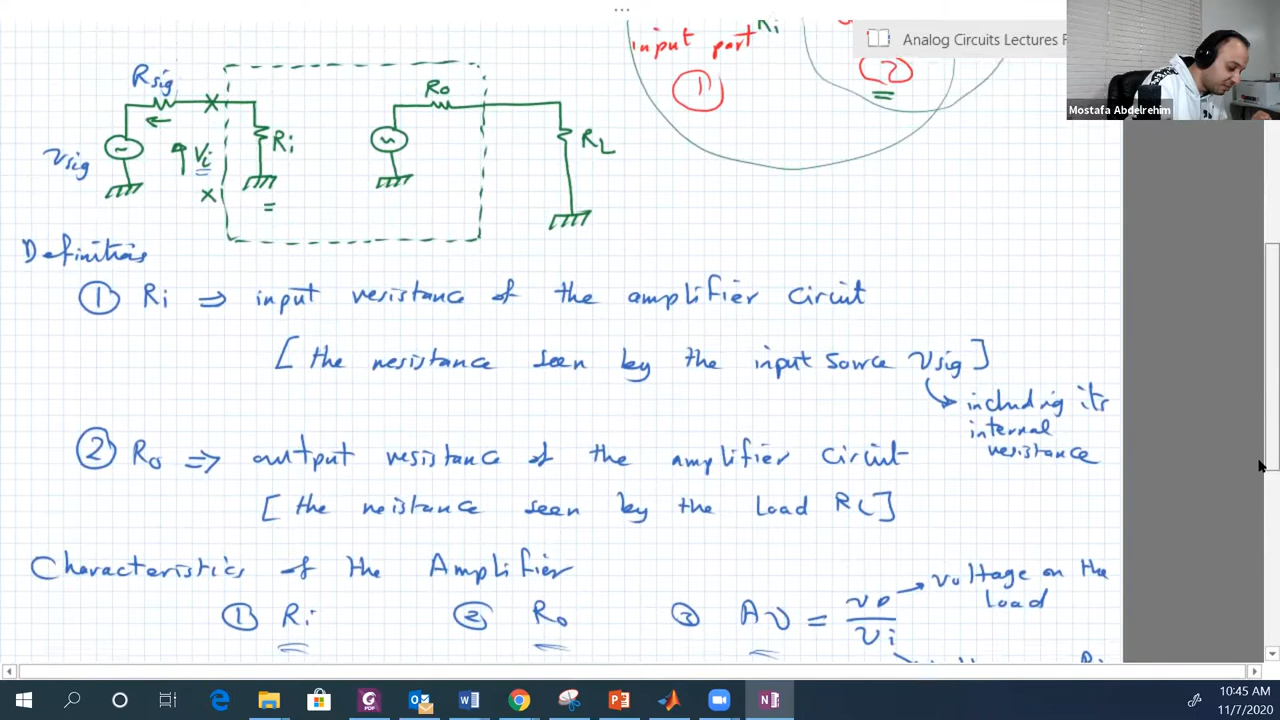 input part Ri
①
②
Analog Circuits Lectures F
Mostafa Abdelrehim
Rsig
Ro
Ri
Vi
RL
vsig
Definitions
① Ri ⇒ input resistance of the amplifier circuit
[the resistance seen by the input source vsig]
including its
internal
resistance
② Ro ⇒ output resistance of the amplifier circuit
[the reistance seen by the Load RL]
Characteristics of the Amplifier
① Ri ② Ro ③ Av = vo/vi
voltage on the
Load
10:45 AM
11/7/2020